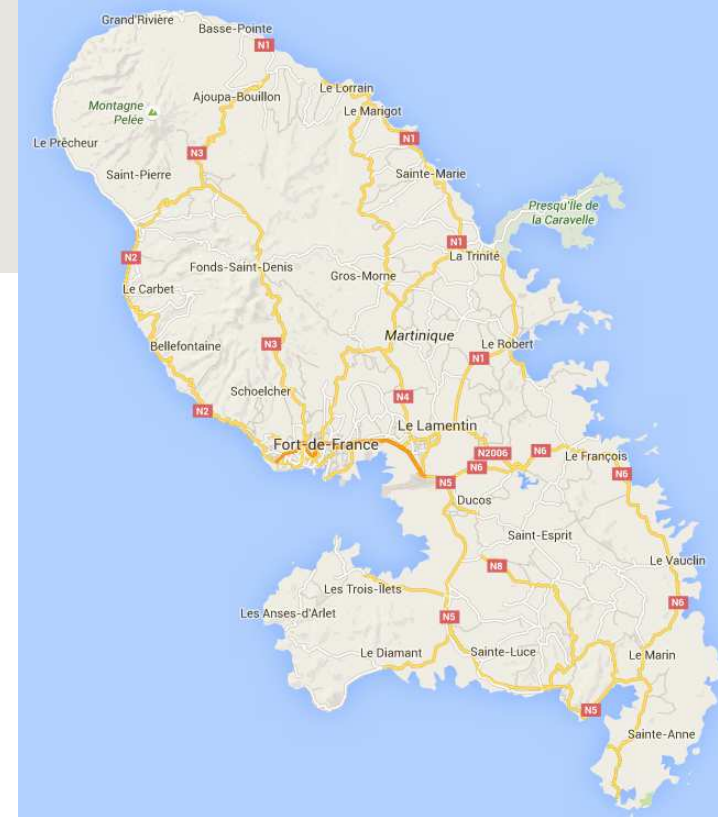 Grand'Rivière
Basse-Pointe
N1
Le Lorrain
Ajoupa-Bouillon
Montagne
Pelée
Le Marigot
N1
Le Prêcheur
N3
Saint-Pierre
Sainte-Marie
Presqu'île de
la Caravelle
N1
N2
La Trinité
Fonds-Saint-Denis
Gros-Morne
Le Carbet
Martinique
Bellefontaine
N3
Le Robert
N1
Schoelcher
N4
N2
Le Lamentin
Fort-de-France
N2006
N6
Le François
N6
N6
N5
Ducos
Saint-Esprit
Le Vauclin
N8
Les Trois-Îlets
N6
Les Anses-d'Arlet
N5
Le Diamant
Sainte-Luce
Le Marin
N5
Sainte-Anne